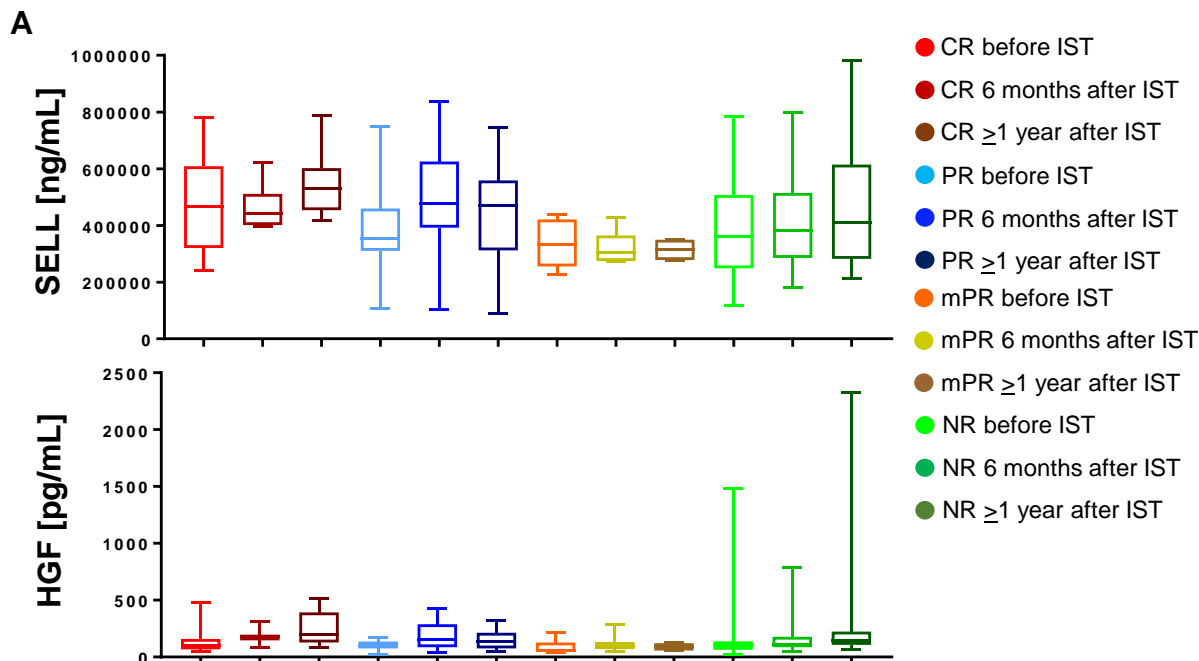 A
SELL [ng/mL]
1000000
800000
600000
400000
200000
0
HGF [pg/mL]
2500
2000
1500
1000
500
0
CR before IST
CR 6 months after IST
CR ≥1 year after IST
PR before IST
PR 6 months after IST
PR ≥1 year after IST
mPR before IST
mPR 6 months after IST
mPR ≥1 year after IST
NR before IST
NR 6 months after IST
NR ≥1 year after IST